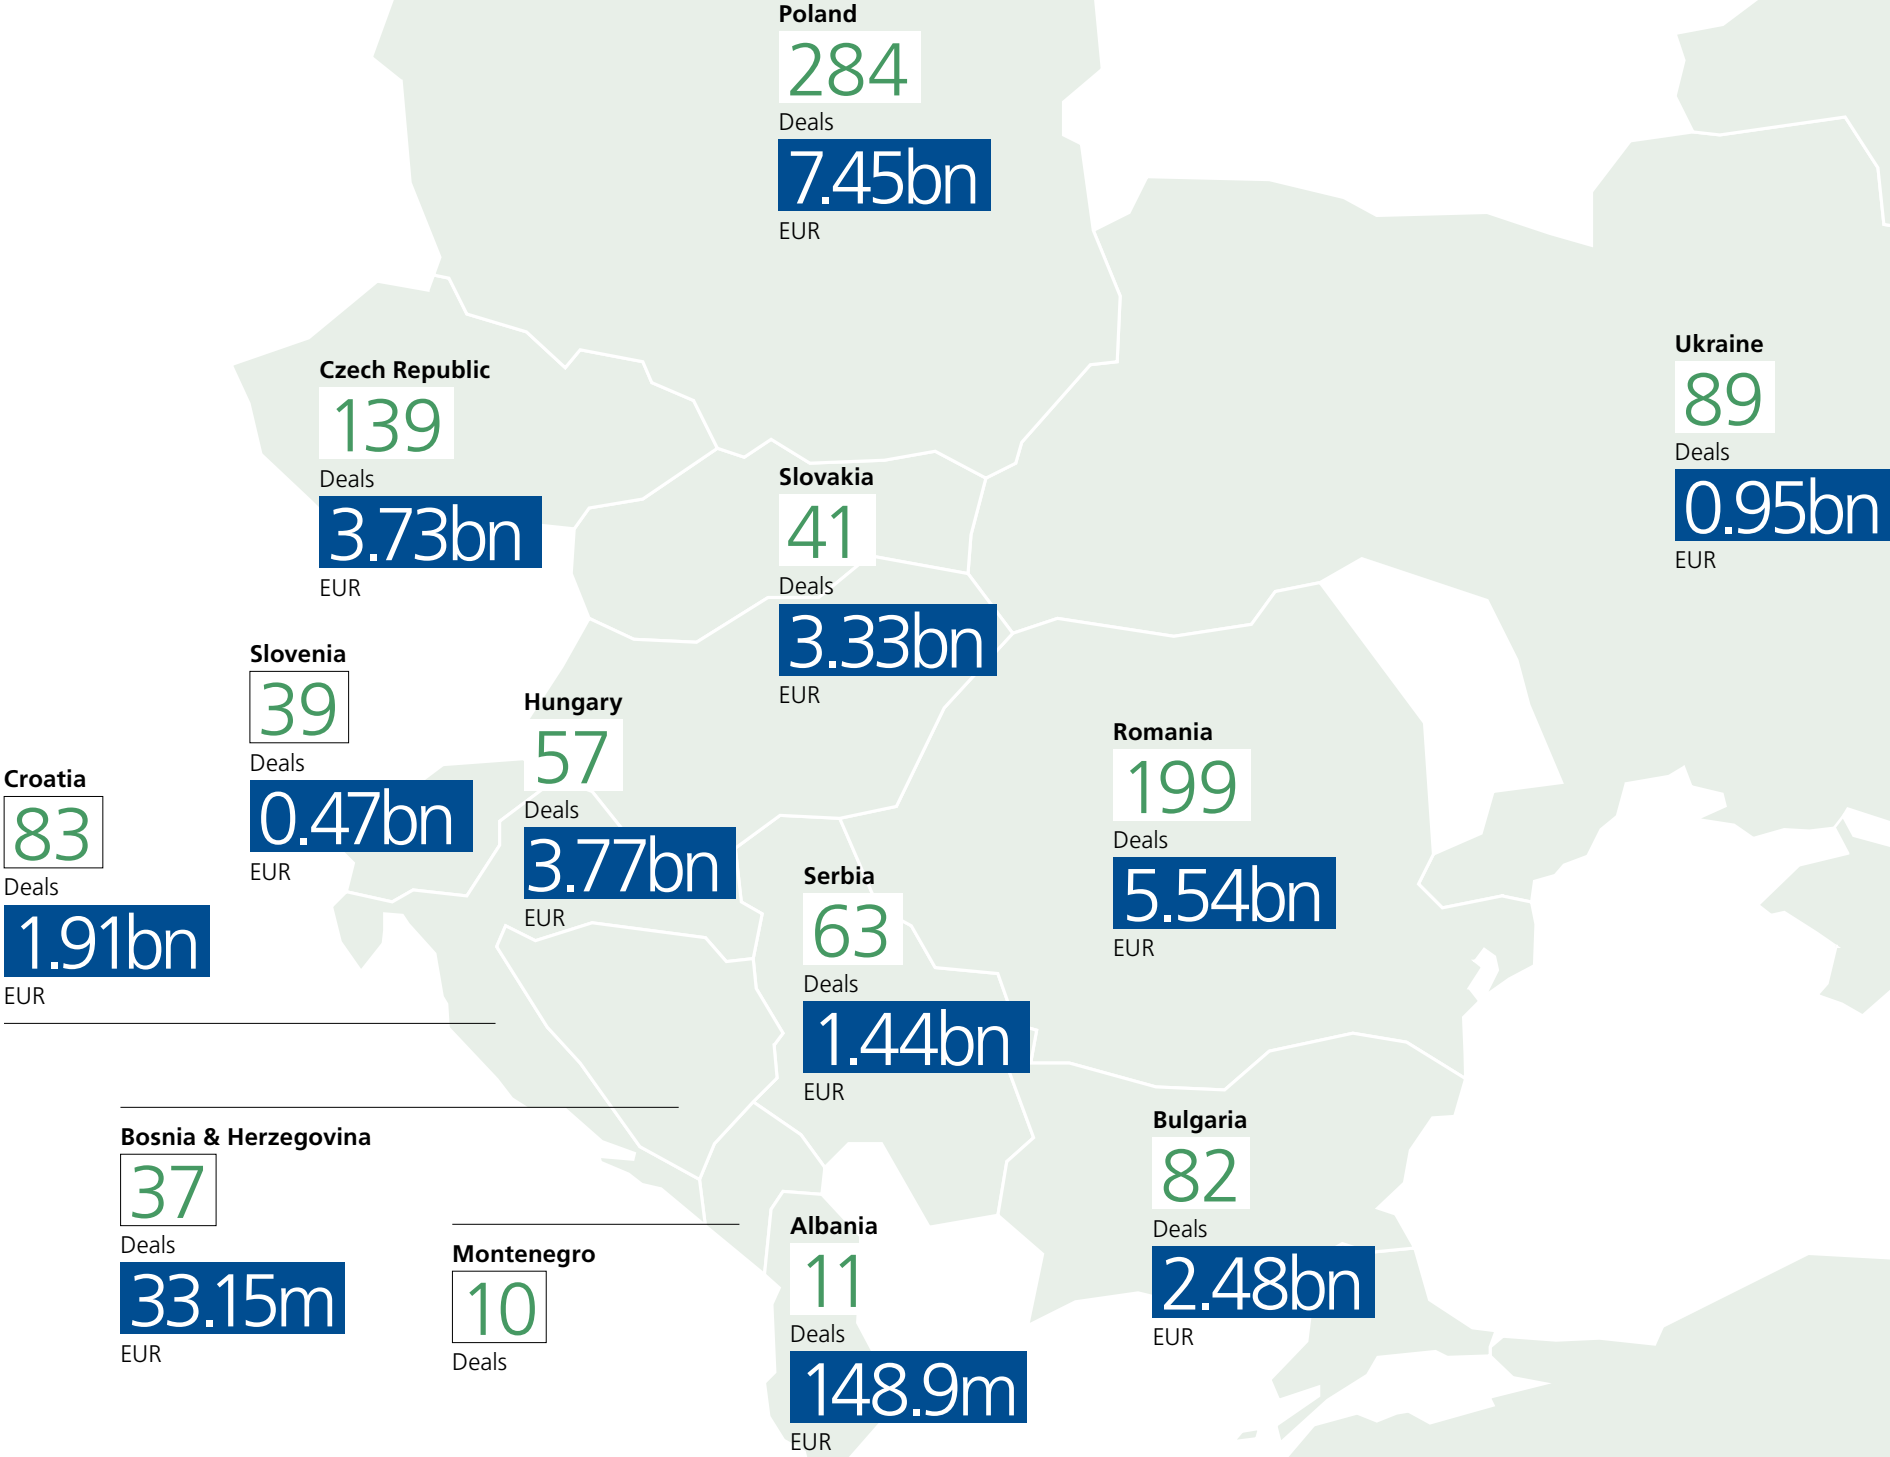 Poland
284
Deals
7.45bn
EUR
Ukraine
89
Deals
0.95bn
EUR
Czech Republic
139
Deals
3.73bn
EUR
Slovakia
41
Deals
3.33bn
EUR
Slovenia
39
Deals
0.47bn
EUR
Hungary
57
Deals
3.77bn
EUR
Romania
199
Deals
5.54bn
EUR
Croatia
83
Deals
1.91bn
EUR
Serbia
63
Deals
1.44bn
EUR
Bosnia & Herzegovina
37
Deals
33.15m
EUR
Montenegro
10
Deals
Albania
11
Deals
148.9m
EUR
Bulgaria
82
Deals
2.48bn
EUR